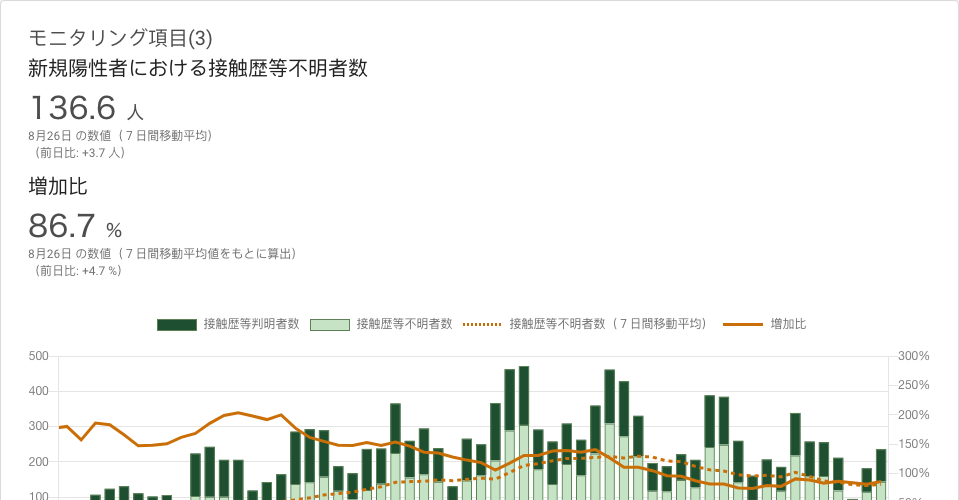 モニタリング項目(3)
新規陽性者における接触歴等不明者数
136.6 人
8月26日 の数値（７日間移動平均）
（前日比: +3.7 人）
増加比
86.7 %
8月26日 の数値（７日間移動平均値をもとに算出）
（前日比: +4.7 %）
接触歴等判明者数 接触歴等不明者数 接触歴等不明者数（７日間移動平均） 増加比
500 300%
250%
400
200%
300
150%
200
100%
100